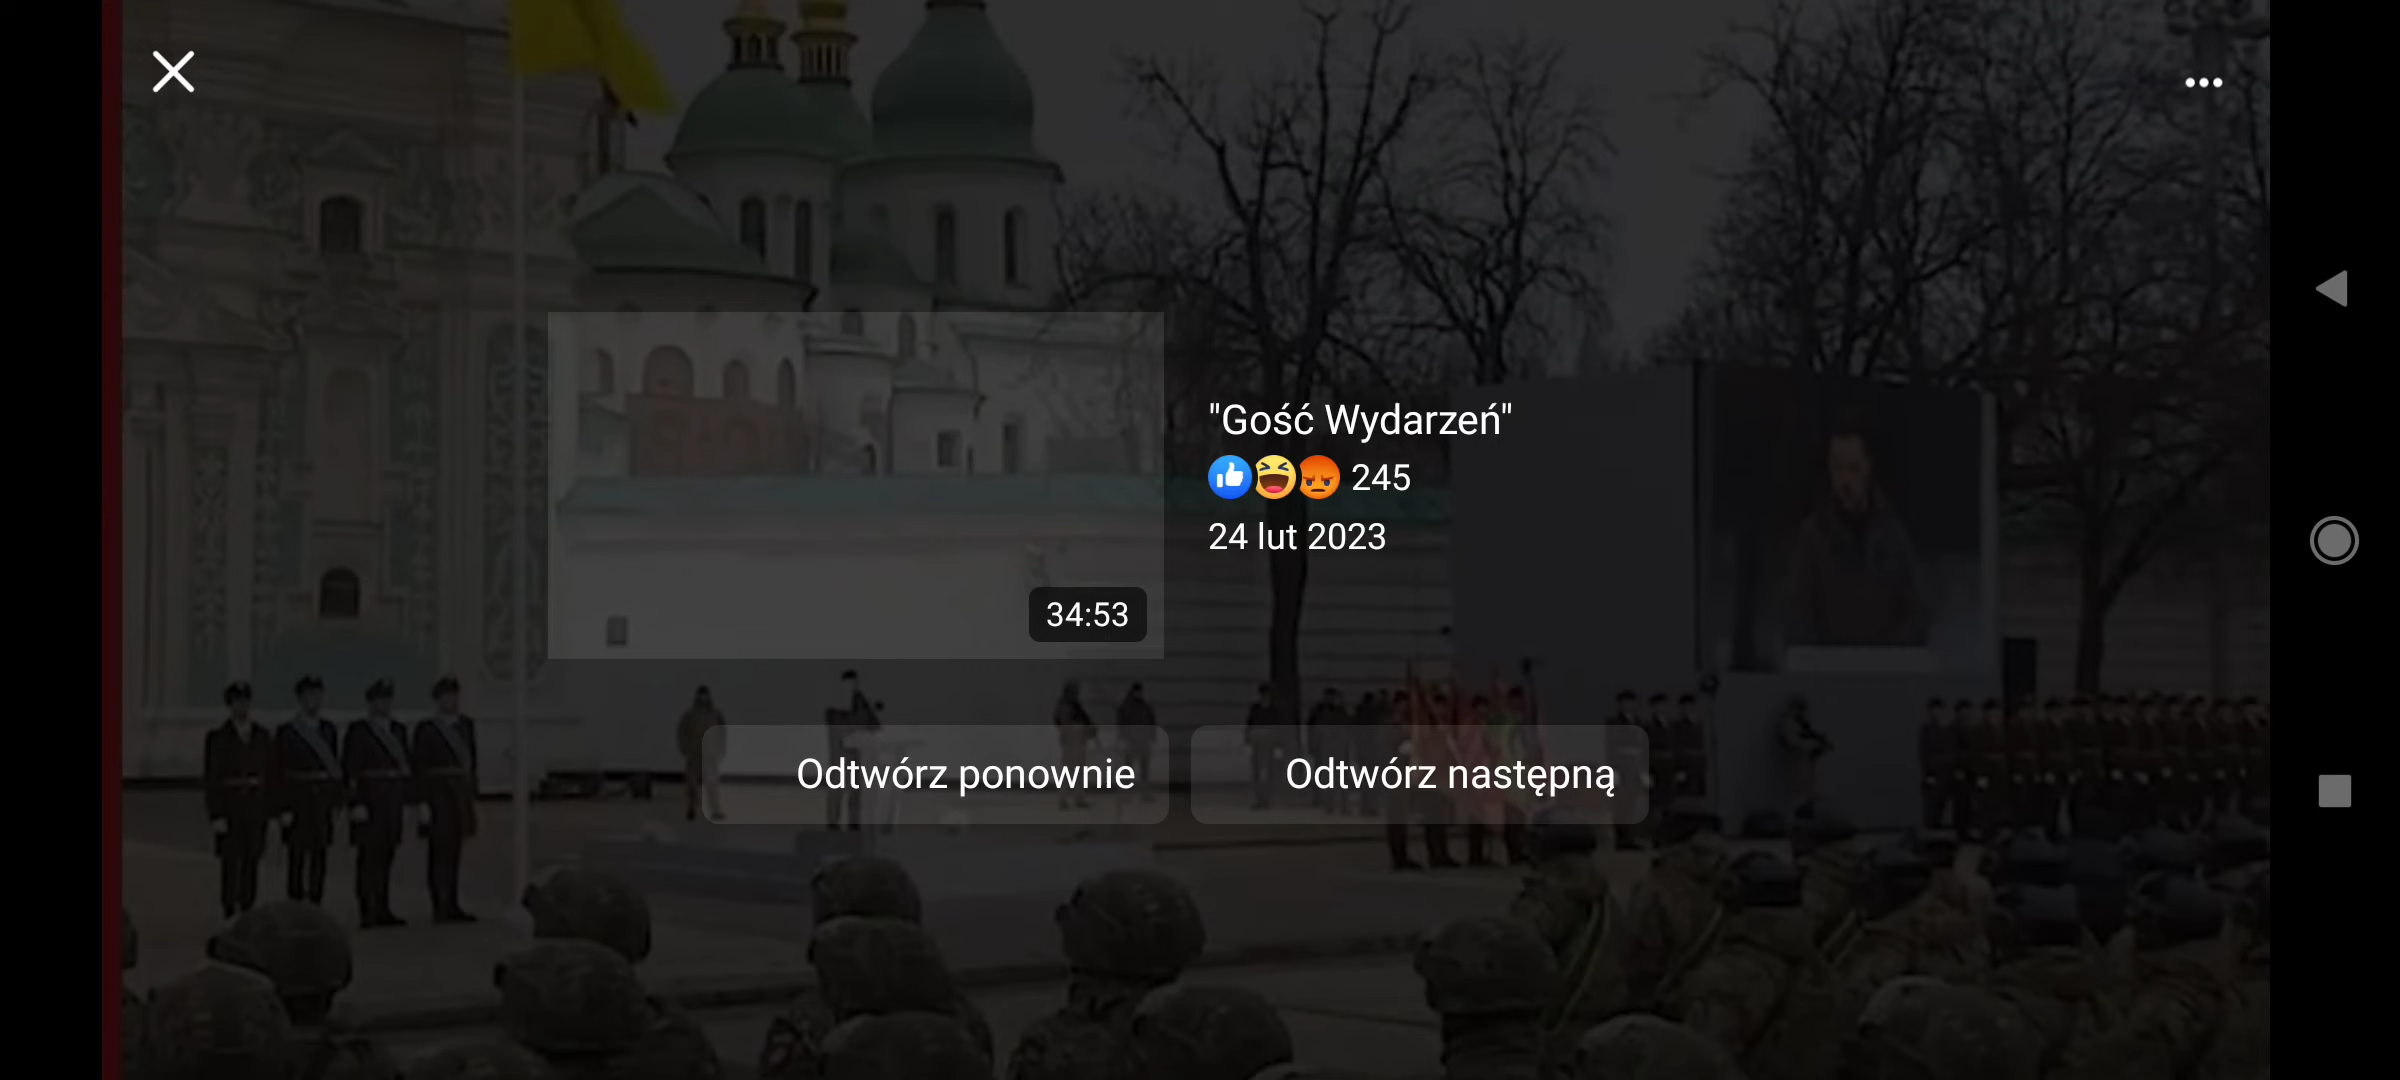 "Gość Wydarzeń"
245
24 lut 2023
34:53
Odtwórz ponownie
Odtwórz następną